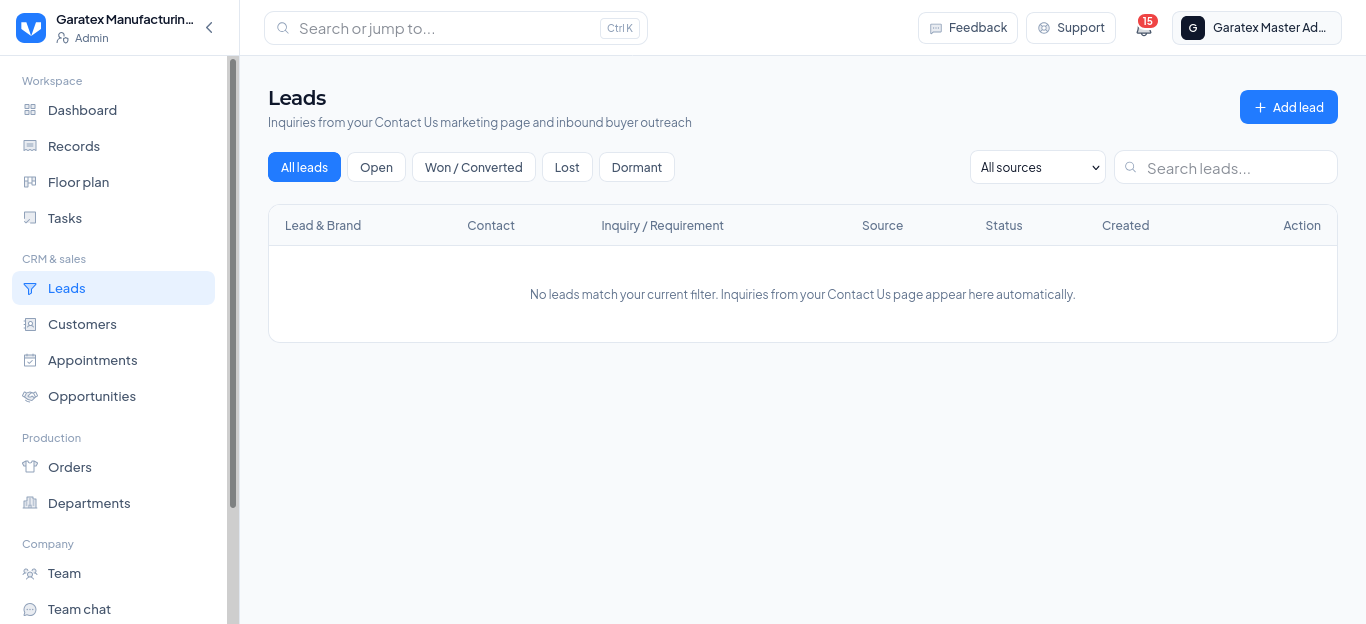 Garatex Manufacturin...
Admin
Search or jump to...
Ctrl K
Feedback
Support
15
G
Garatex Master Ad...
Workspace
Dashboard
Records
Floor plan
Tasks
CRM & sales
Leads
Customers
Appointments
Opportunities
Production
Orders
Departments
Company
Team
Team chat
Leads
Inquiries from your Contact Us marketing page and inbound buyer outreach
Add lead
All leads
Open
Won / Converted
Lost
Dormant
All sources
Search leads...
Lead & Brand
Contact
Inquiry / Requirement
Source
Status
Created
Action
No leads match your current filter. Inquiries from your Contact Us page appear here automatically.